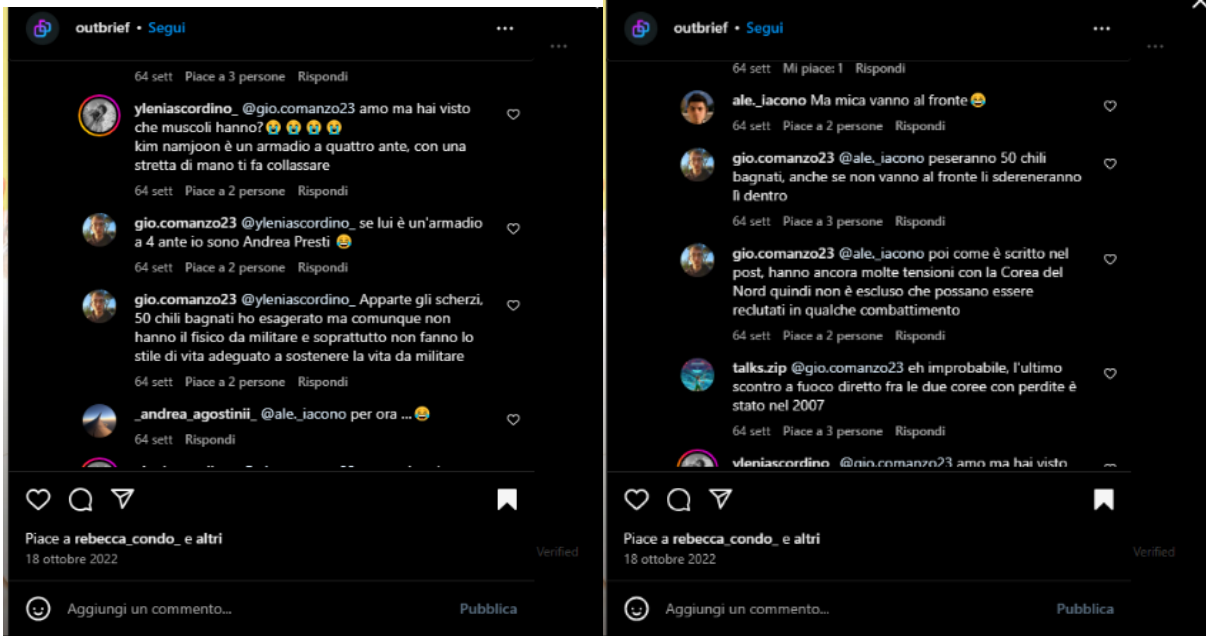 outbrief • Segui
64 sett Piace a 3 persone Rispondi
yleniascordino_ @gio.comanzo23 amo ma hai visto
che muscoli hanno?😭😭😭😭
kim namjoon è un armadio a quattro ante, con una
stretta di mano ti fa collassare
64 sett Piace a 2 persone Rispondi
gio.comanzo23 @yleniascordino_ se lui è un'armadio
a 4 ante io sono Andrea Presti 😂
64 sett Piace a 2 persone Rispondi
gio.comanzo23 @yleniascordino_ Apparte gli scherzi,
50 chili bagnati ho esagerato ma comunque non
hanno il fisico da militare e soprattutto non fanno lo
stile di vita adeguato a sostenere la vita da militare
64 sett Piace a 2 persone Rispondi
_andrea_agostinii_ @ale._iacono per ora ...😂
64 sett Rispondi
Piace a rebecca_condo_ e altri
18 ottobre 2022
Verified
Aggiungi un commento...
Pubblica
outbrief • Segui
64 sett Mi piace: 1 Rispondi
ale._iacono Ma mica vanno al fronte😂
64 sett Piace a 2 persone Rispondi
gio.comanzo23 @ale._iacono peseranno 50 chili
bagnati, anche se non vanno al fronte li sdereneranno
lì dentro
64 sett Piace a 3 persone Rispondi
gio.comanzo23 @ale._iacono poi come è scritto nel
post, hanno ancora molte tensioni con la Corea del
Nord quindi non è escluso che possano essere
reclutati in qualche combattimento
64 sett Piace a 2 persone Rispondi
talks.zip @gio.comanzo23 eh improbabile, l'ultimo
scontro a fuoco diretto fra le due coree con perdite è
stato nel 2007
64 sett Piace a 3 persone Rispondi
yleniascordino_ @gio.comanzo23 amo ma hai visto
Piace a rebecca_condo_ e altri
18 ottobre 2022
Verified
Aggiungi un commento...
Pubblica